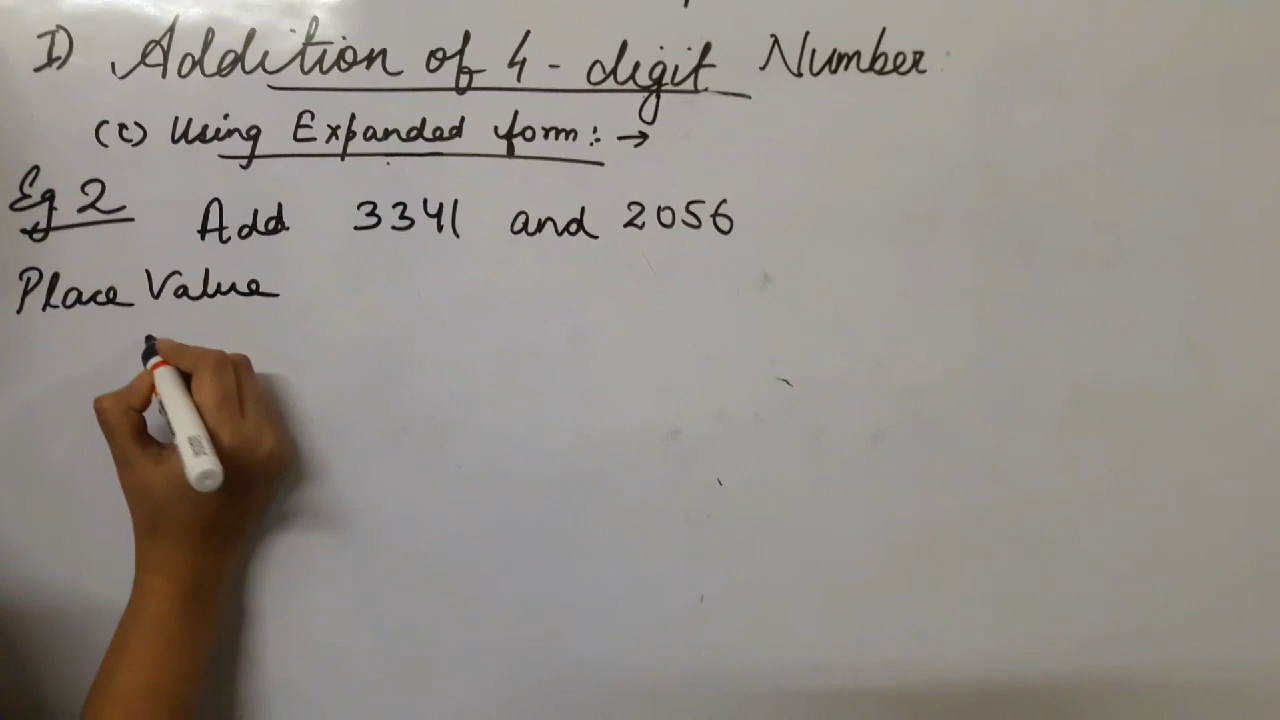 I) Addition of 4-digit Number
(c) Using Expanded form:→
Eg 2 Add 3341 and 2056
Place Value